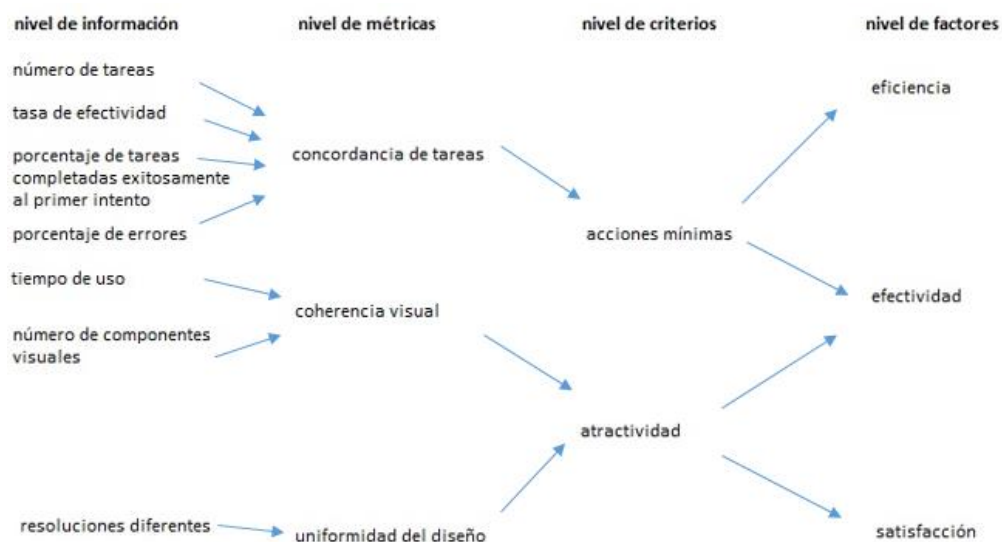 nivel de información
nivel de métricas
nivel de criterios
nivel de factores
número de tareas
tasa de efectividad
porcentaje de tareas
completadas exitosamente
al primer intento
porcentaje de errores
tiempo de uso
número de componentes
visuales
resoluciones diferentes
concordancia de tareas
coherencia visual
uniformidad del diseño
acciones mínimas
atractividad
eficiencia
efectividad
satisfacción